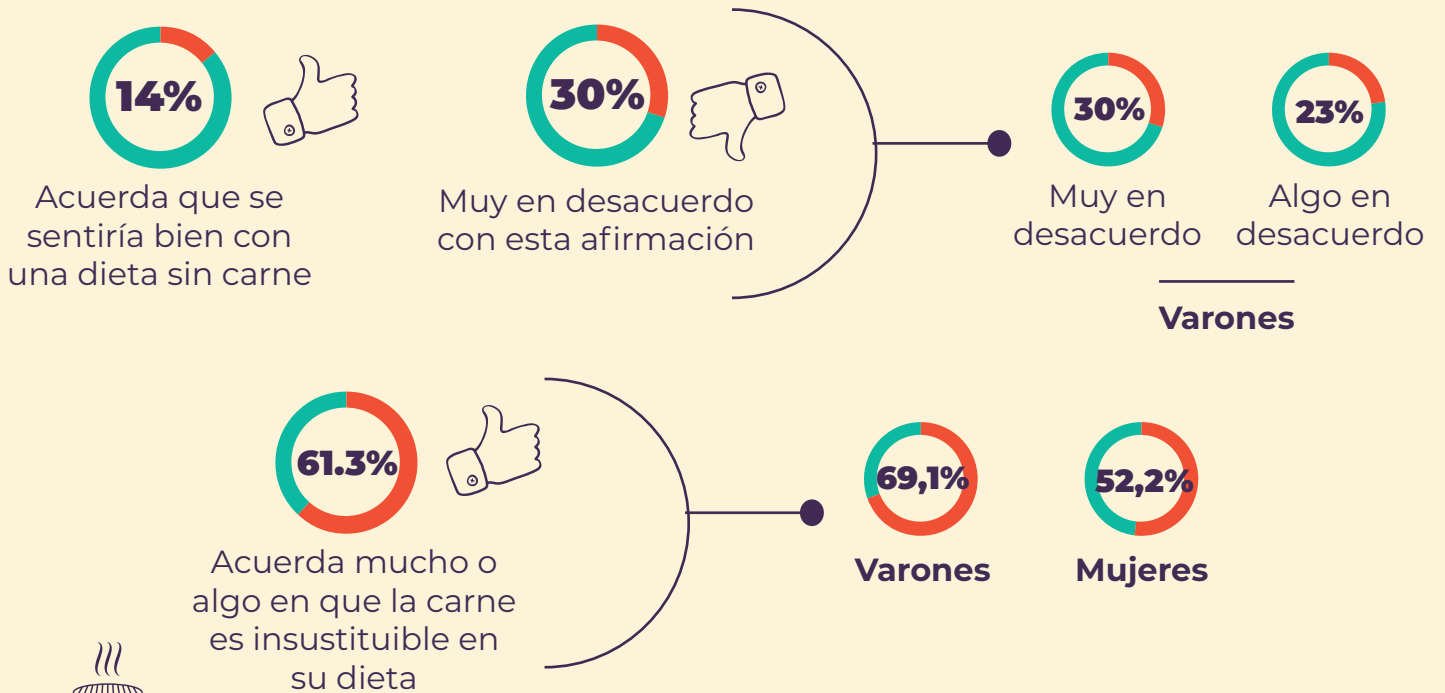 14%
Acuerda que se
sentiría bien con
una dieta sin carne
30%
Muy en desacuerdo
con esta afirmación
30%
Muy en
desacuerdo
23%
Algo en
desacuerdo
Varones
61.3%
Acuerda mucho o
algo en que la carne
es insustituible en
su dieta
69,1%
Varones
52,2%
Mujeres